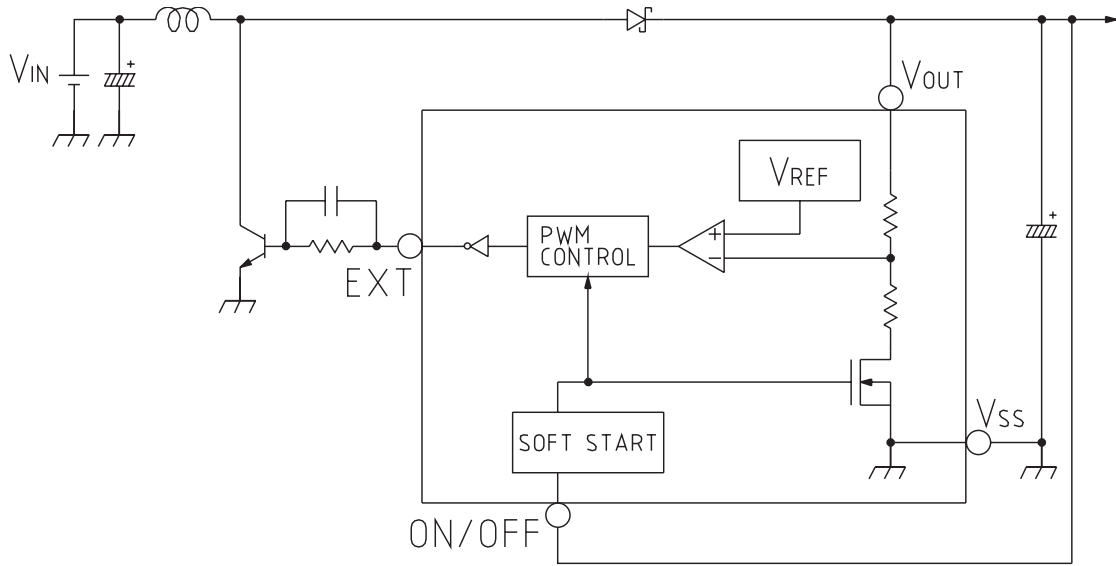 VIN
+
VOUT
VREF
+
PWM
CONTROL
+
−
EXT
VSS
SOFT START
ON/OFF